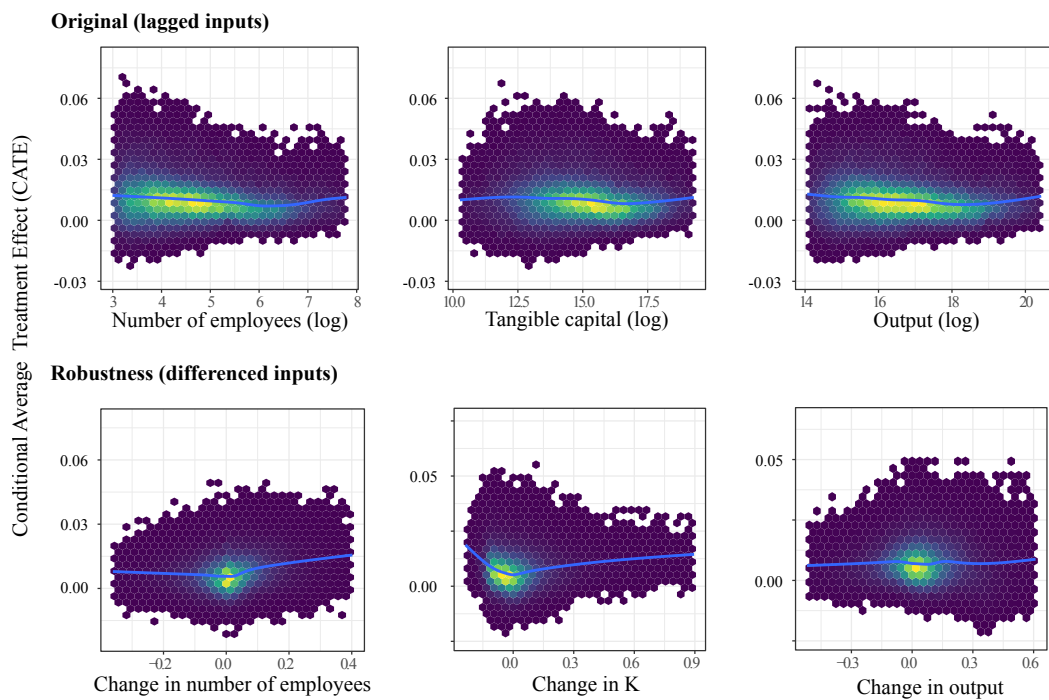 Original (lagged inputs)
0.06
0.03
0.00
-0.03
3 4 5 6 7 8
Number of employees (log)
0.06
0.03
0.00
-0.03
10.0 12.5 15.0 17.5
Tangible capital (log)
0.06
0.03
0.00
-0.03
14 16 18 20
Output (log)
Conditional Average Treatment Effect (CATE)
Robustness (differenced inputs)
0.06
0.03
0.00
−0.2 0.0 0.2 0.4
Change in number of employees
0.05
0.00
0.0 0.3 0.6 0.9
Change in K
0.05
0.00
−0.3 0.0 0.3 0.6
Change in output